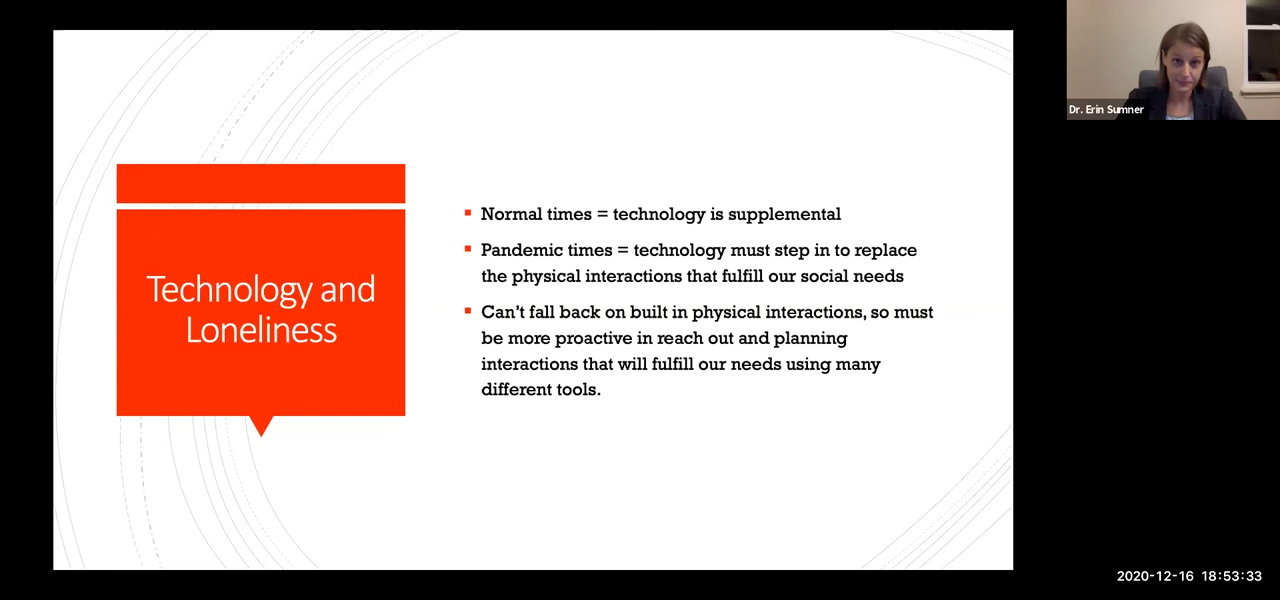 Technology and
Loneliness
Normal times = technology is supplemental
Pandemic times = technology must step in to replace
the physical interactions that fulfill our social needs
Can't fall back on built in physical interactions, so must
be more proactive in reach out and planning
interactions that will fulfill our needs using many
different tools.
Dr. Erin Sumner
2020-12-16 18:53:33